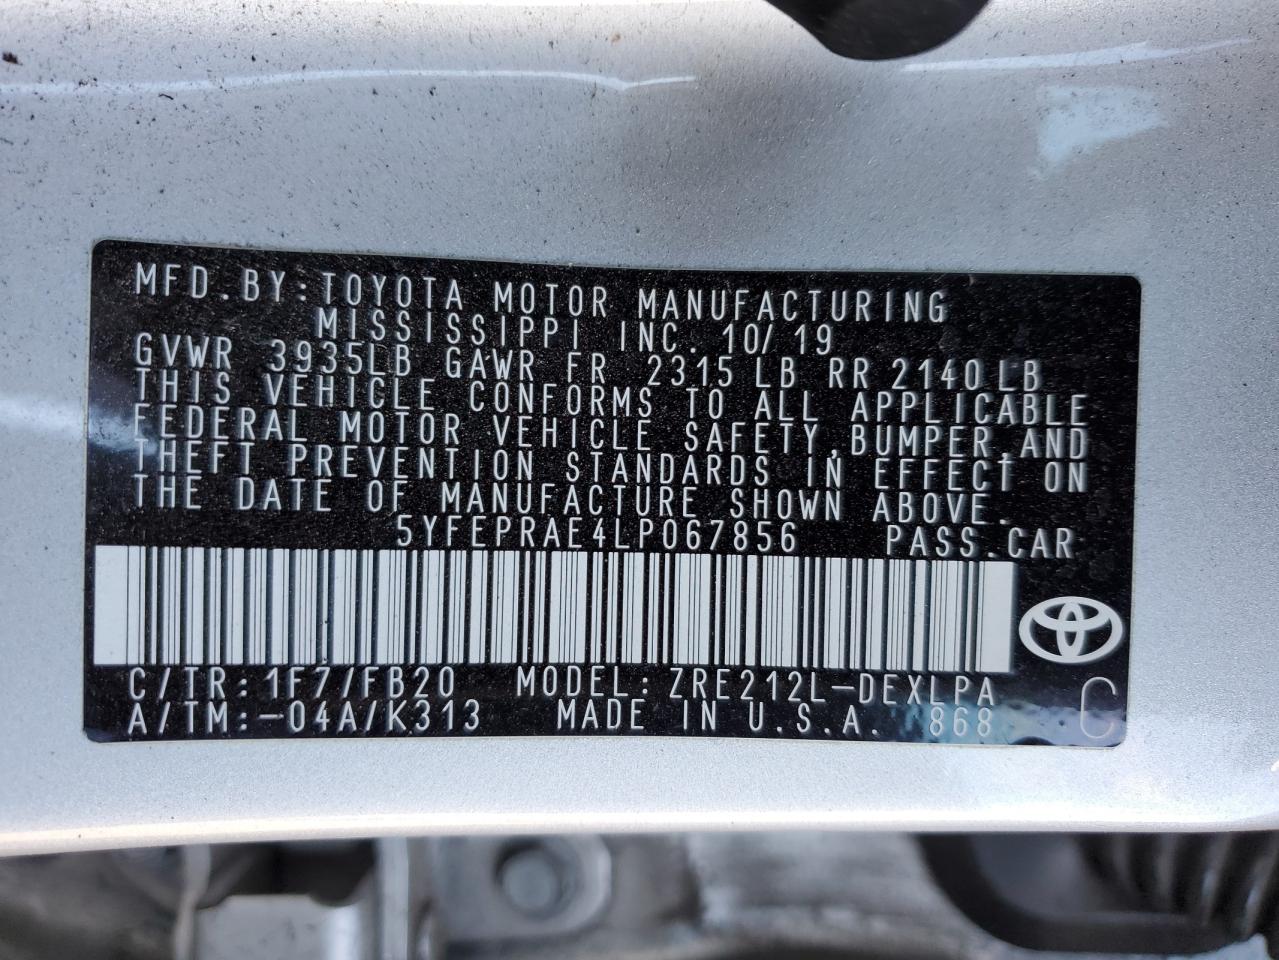 MFD.BY:TOYOTA MOTOR MANUFACTURING
MISSISSIPPI INC. 10/19
GVWR 3935LB GAWR FR 2315LB RR 2140LB
THIS VEHICLE CONFORMS TO ALL APPLICABLE
FEDERAL MOTOR VEHICLE SAFETY,BUMPER,AND
THEFT PREVENTION STANDARDS IN EFFECT ON
THE DATE OF MANUFACTURE SHOWN ABOVE.
5YFEPRAE4LP067856 PASS.CAR
C/TR:1F7/FB20 MODEL:ZRE212L-DEXLPA
A/TM:-04A/K313 MADE IN U.S.A. 868
C